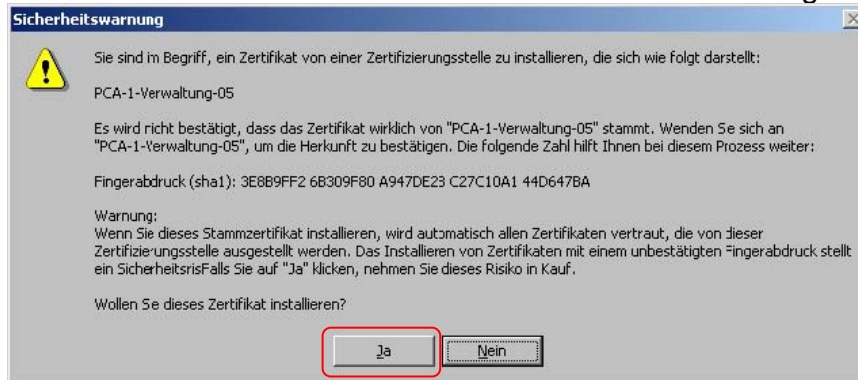 Sicherheitswarnung
Sie sind im Begriff, ein Zertifikat von einer Zertifizierungsstelle zu installieren, die sich wie folgt darstellt:
PCA-1-Verwaltung-05
Es wird nicht bestätigt, dass das Zertifikat wirklich von "PCA-1-Verwaltung-05" stammt. Wenden Sie sich an
"PCA-1-Verwaltung-05", um die Herkunft zu bestätigen. Die folgende Zahl hilft Ihnen bei diesem Prozess weiter:
Fingerabdruck (sha1): 3E8B9FF2 6B309F80 A947DE23 C27C10A1 44D647BA
Warnung:
Wenn Sie dieses Stammzertifikat installieren, wird automatisch allen Zertifikaten vertraut, die von dieser
Zertifizierungsstelle ausgestellt werden. Das Installieren von Zertifikaten mit einem unbestätigten Fingerabdruck stellt
ein SicherheitsrisFalls Sie auf "Ja" klicken, nehmen Sie dieses Risiko in Kauf.
Wollen Sie dieses Zertifikat installieren?
Ja Nein